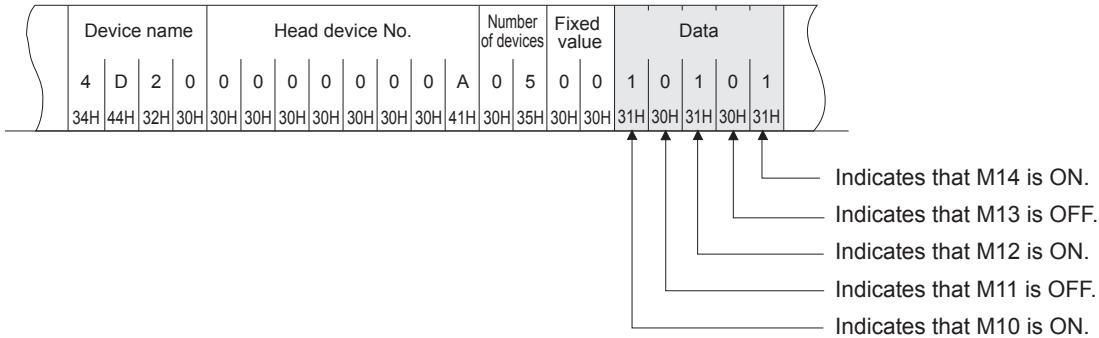 Device name Head device No. Number of devices Fixed value Data
4 D 2 0 0 0 0 0 0 0 0 A 0 5 0 0 1 0 1 0 1
34H 44H 32H 30H 30H 30H 30H 30H 30H 30H 30H 41H 30H 35H 30H 30H 31H 30H 31H 30H 31H
Indicates that M14 is ON.
Indicates that M13 is OFF.
Indicates that M12 is ON.
Indicates that M11 is OFF.
Indicates that M10 is ON.